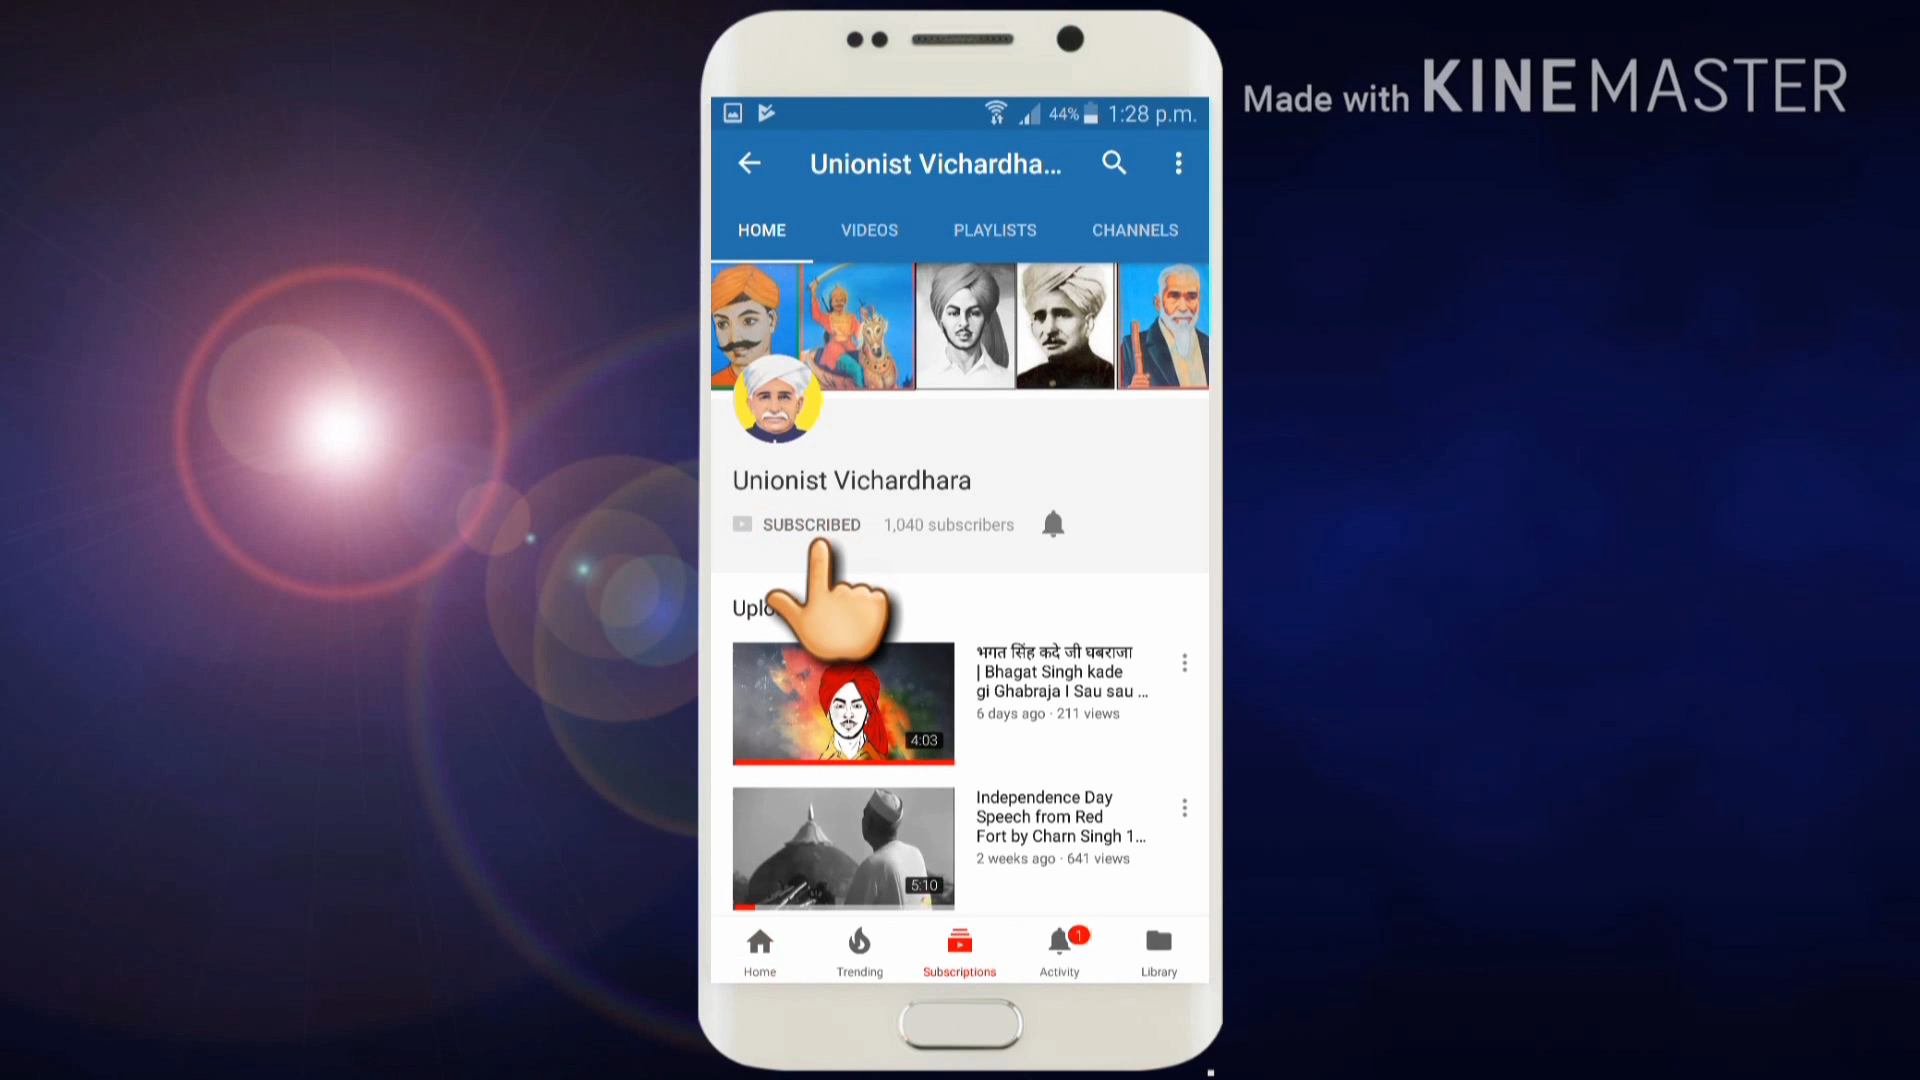 Made with KINEMASTER
44% 1:28 p.m.
Unionist Vichardha...
HOME VIDEOS PLAYLISTS CHANNELS
Unionist Vichardhara
SUBSCRIBED 1,040 subscribers
Uplo
4:03
भगत सिंह कदे जी घबराजा
| Bhagat Singh kade
gi Ghabraja I Sau sau ...
6 days ago · 211 views
5:10
Independence Day
Speech from Red
Fort by Charn Singh 1...
2 weeks ago · 641 views
1
Home Trending Subscriptions Activity Library